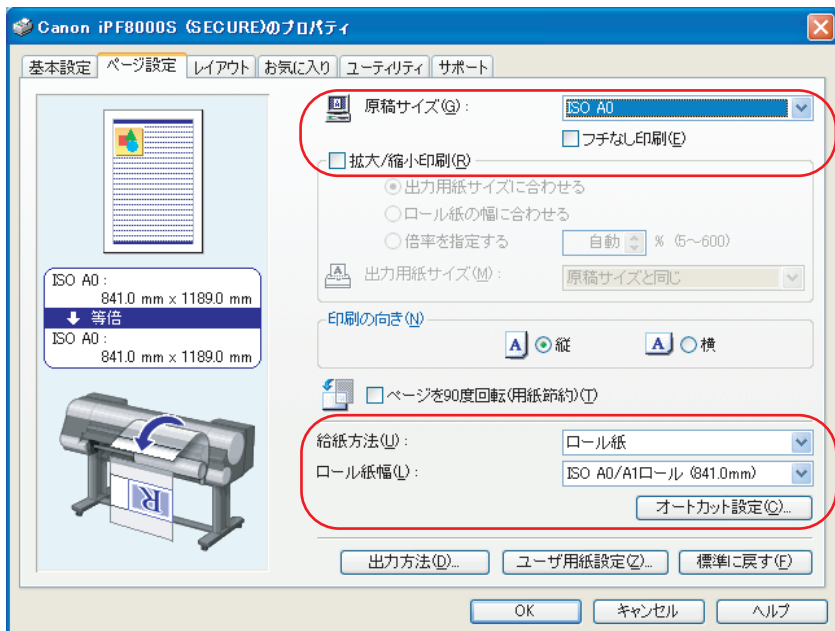 Canon iPF8000S (SECURE)のプロパティ
基本設定 ページ設定 レイアウト お気に入り ユーティリティ サポート
原稿サイズ(G): ISO A0
フチなし印刷(E)
拡大/縮小印刷(R)
出力用紙サイズに合わせる
ロール紙の幅に合わせる
倍率を指定する 自動 % (5～600)
出力用紙サイズ(M): 原稿サイズと同じ
ISO A0:
841.0 mm x 1189.0 mm
等倍
ISO A0:
841.0 mm x 1189.0 mm
印刷の向き(N)
A 縦 A 横
ページを90度回転(用紙節約)(T)
給紙方法(U): ロール紙
ロール紙幅(L): ISO A0/A1ロール (841.0mm)
オートカット設定(C)...
R
出力方法(D)... ユーザ用紙設定(Z)... 標準に戻す(F)
OK キャンセル ヘルプ